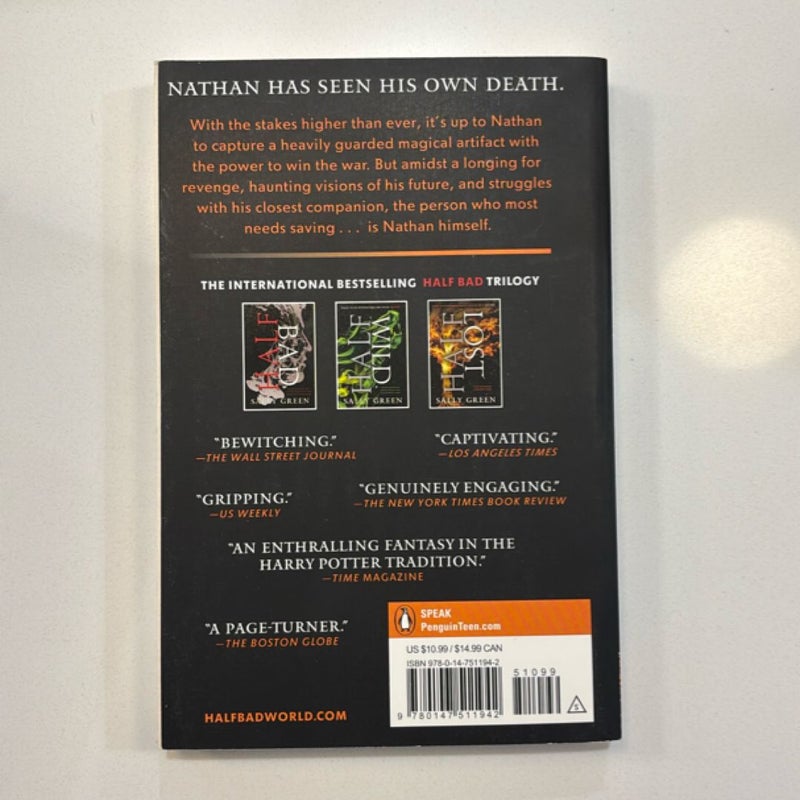 NATHAN HAS SEEN HIS OWN DEATH.
With the stakes higher than ever, it's up to Nathan
to capture a heavily guarded magical artifact with
the power to win the war. But amidst a longing for
revenge, haunting visions of his future, and struggles
with his closest companion, the person who most
needs saving . . . is Nathan himself.
THE INTERNATIONAL BESTSELLING HALF BAD TRILOGY
HALF
BAD
SALLY GREEN
HALF
WILD
SALLY GREEN
HALF
LOST
SALLY GREEN
"BEWITCHING."
—THE WALL STREET JOURNAL
"CAPTIVATING."
—LOS ANGELES TIMES
"GRIPPING."
—US WEEKLY
"GENUINELY ENGAGING."
—THE NEW YORK TIMES BOOK REVIEW
"AN ENTHRALLING FANTASY IN THE
HARRY POTTER TRADITION."
—TIME MAGAZINE
"A PAGE-TURNER."
—THE BOSTON GLOBE
HALFBADWORLD.COM
SPEAK
PenguinTeen.com
US $10.99 / $14.99 CAN
ISBN 978-0-14-751194-2
51099
9 780147 511942
S